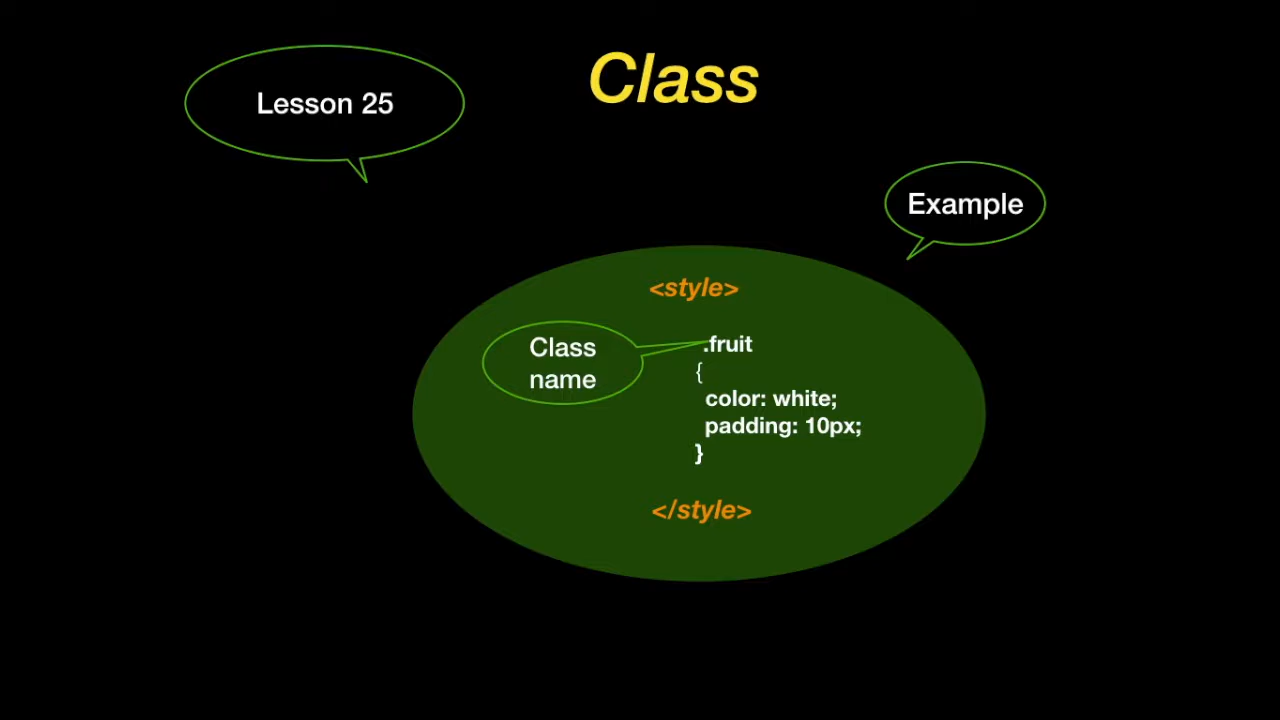 Class
Lesson 25
Example
<style>
Class
name
.fruit
{
color: white;
padding: 10px;
}
</style>